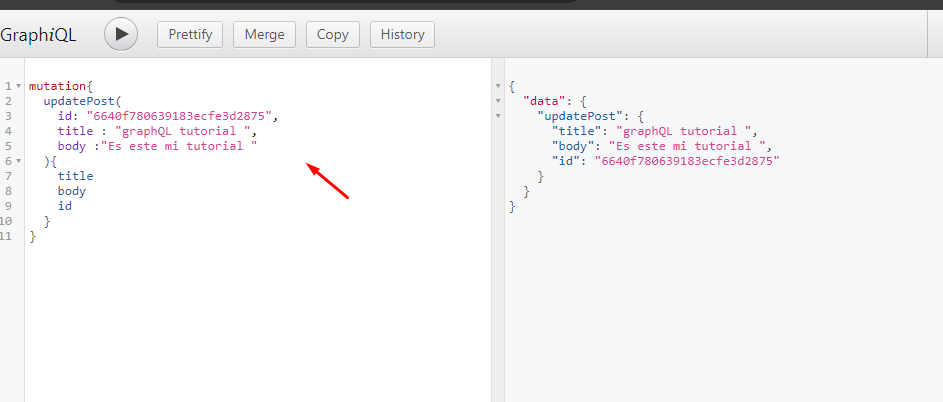 GraphiQL
Prettify
Merge
Copy
History
1 mutation{
2 updatePost(
3 id: "6640f780639183ecfe3d2875",
4 title : "graphQL tutorial ",
5 body :"Es este mi tutorial "
6 ){
7 title
8 body
9 id
10 }
11 }
{
"data": {
"updatePost": {
"title": "graphQL tutorial ",
"body": "Es este mi tutorial ",
"id": "6640f780639183ecfe3d2875"
}
}
}